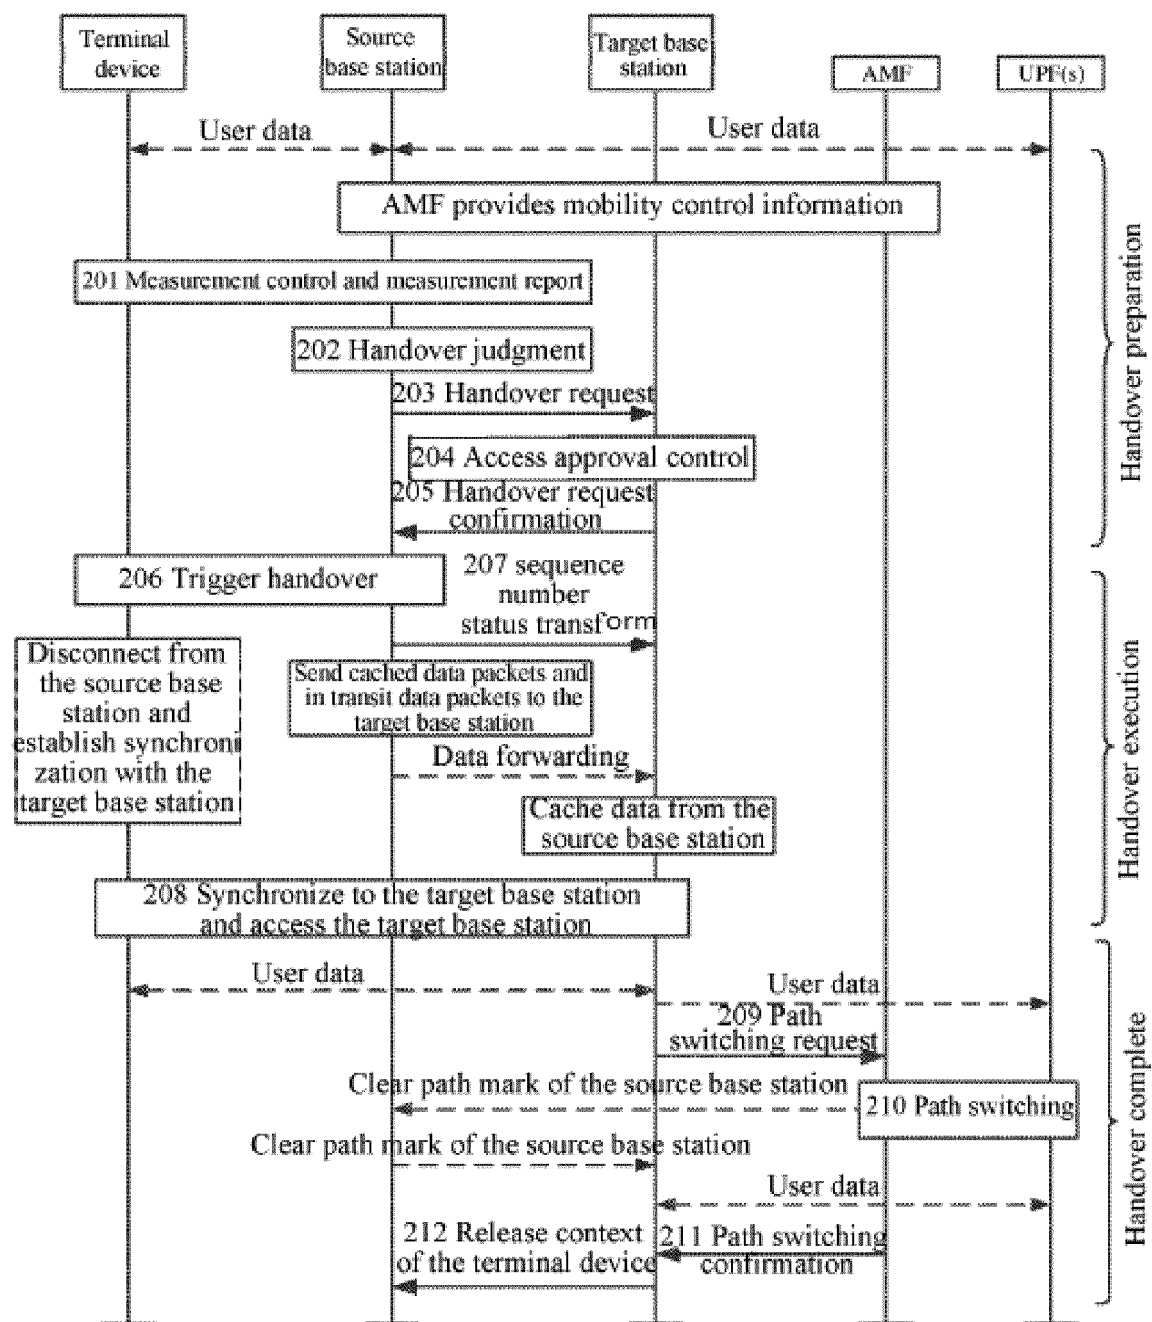 Terminal
device
Source
base station
Target base
station
AMF
UPF(s)
User data
User data
AMF provides mobility control information
201 Measurement control and measurement report
202 Handover judgment
203 Handover request
204 Access approval control
205 Handover request
confirmation
Handover preparation
206 Trigger handover
207 sequence
number
status transform
Disconnect from
the source base
station and
establish synchroni
zation with the
target base station
Send cached data packets and
in transit data packets to the
target base station
Data forwarding
Cache data from the
source base station
208 Synchronize to the target base station
and access the target base station
Handover execution
User data
User data
209 Path
switching request
Clear path mark of the source base station
210 Path switching
Clear path mark of the source base station
User data
212 Release context
of the terminal device
211 Path switching
confirmation
Handover complete